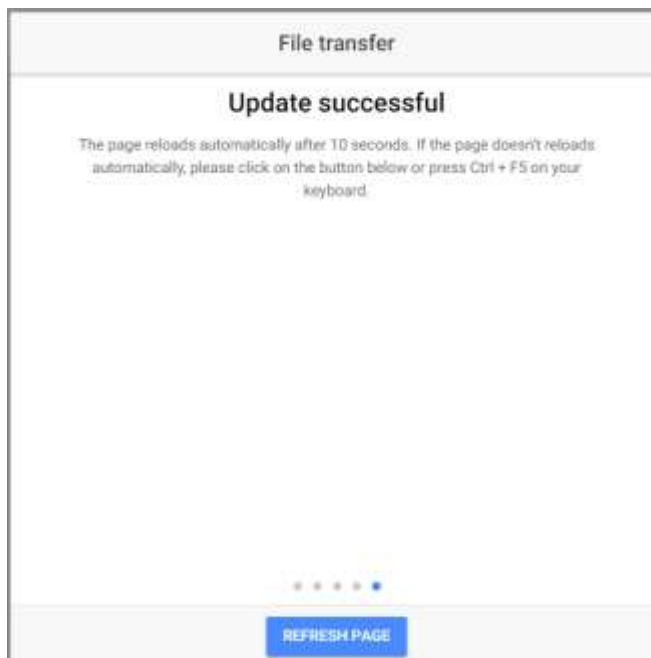 File transfer
Update successful
The page reloads automatically after 10 seconds. If the page doesn't reloads
automatically, please click on the button below or press Ctrl + F5 on your
keyboard.
REFRESH PAGE